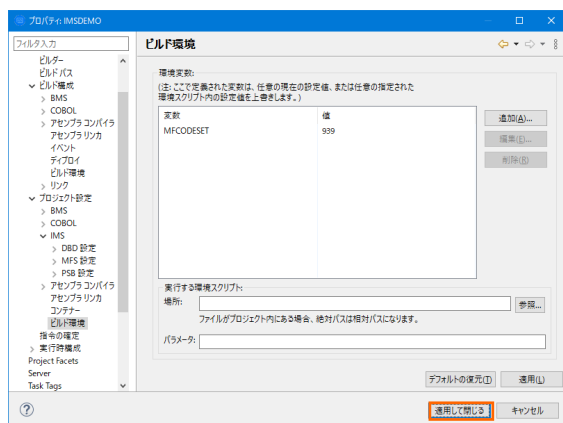 プロパティ: IMSDEMO
フィルタ入力
ビルダー
ビルド パス
ビルド構成
BMS
COBOL
アセンブラ コンパイラ
アセンブラ リンカ
イベント
ディプロイ
ビルド環境
リンク
プロジェクト設定
BMS
COBOL
IMS
DBD 設定
MFS 設定
PSB 設定
アセンブラ コンパイラ
アセンブラ リンカ
コンテナー
ビルド環境
指令の確定
実行時構成
Project Facets
Server
Task Tags
ビルド環境
環境変数:
(注: ここで定義された変数は、任意の現在の設定値、または任意の指定された
環境スクリプト内の設定値を上書きします。)
変数 値
MFCODESET 939
追加(A)...
編集(E)...
削除(R)
実行する環境スクリプト:
場所:
参照...
ファイルがプロジェクト内にある場合、絶対パスは相対パスになります。
パラメータ:
デフォルトの復元(T) 適用(L)
適用して閉じる キャンセル